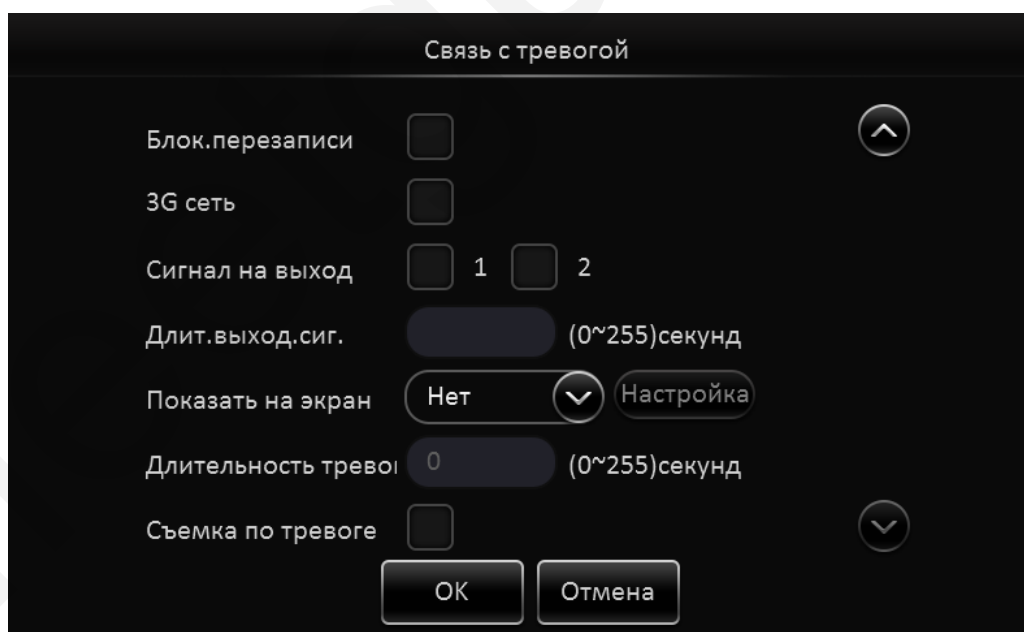 Связь с тревогой
Блок.перезаписи
3G сеть
Сигнал на выход 1 2
Длит.выход.сиг. (0~255)секунд
Показать на экран Нет Настройка
Длительность тревог 0 (0~255)секунд
Съемка по тревоге
OK Отмена